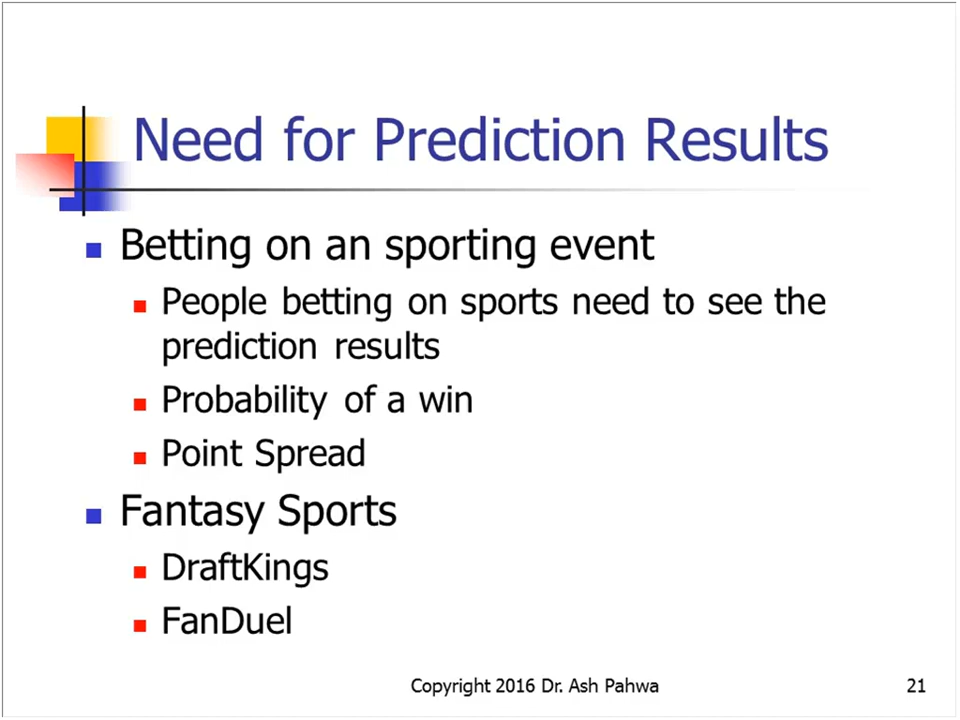 Need for Prediction Results
Betting on an sporting event
People betting on sports need to see the
prediction results
Probability of a win
Point Spread
Fantasy Sports
DraftKings
FanDuel
Copyright 2016 Dr. Ash Pahwa
21